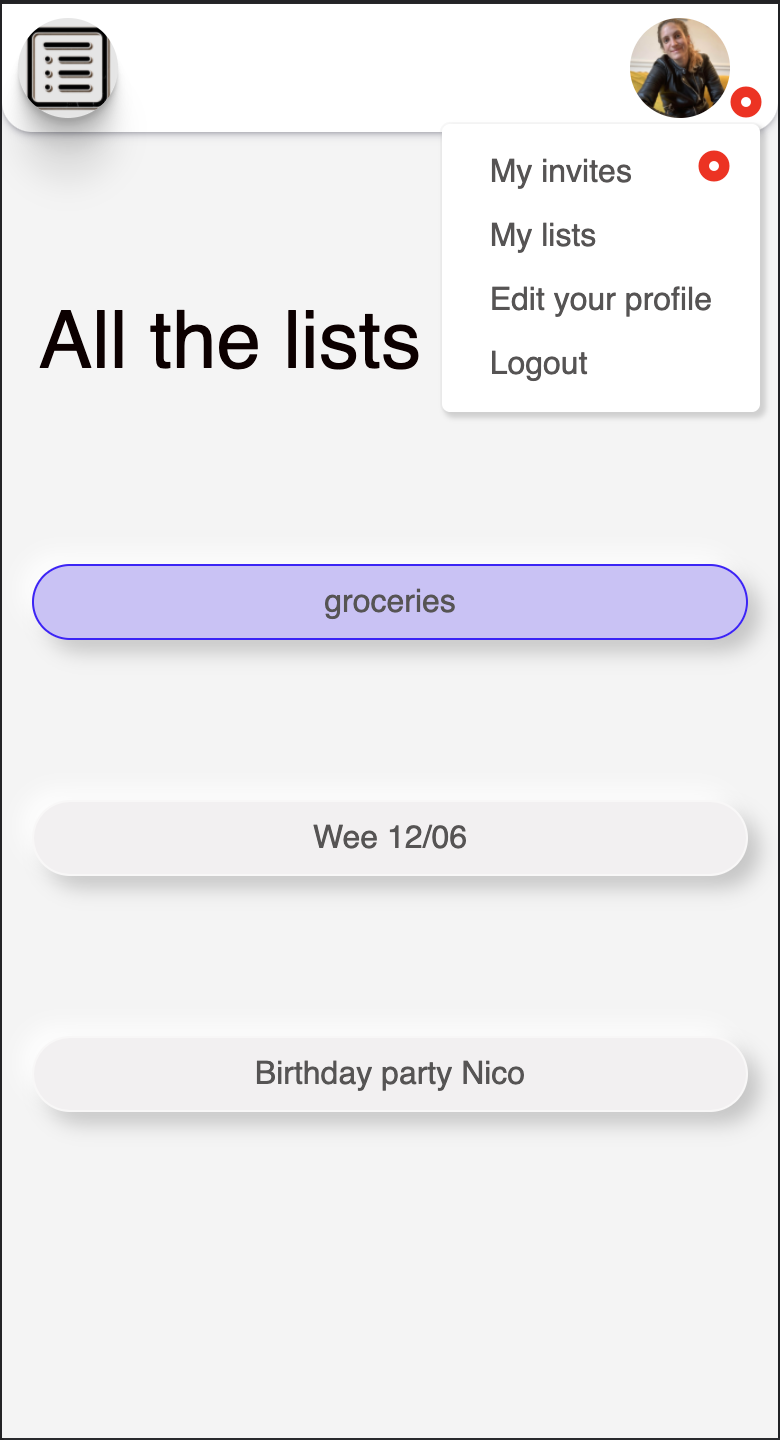 My invites
My lists
Edit your profile
Logout
All the lists
groceries
Wee 12/06
Birthday party Nico